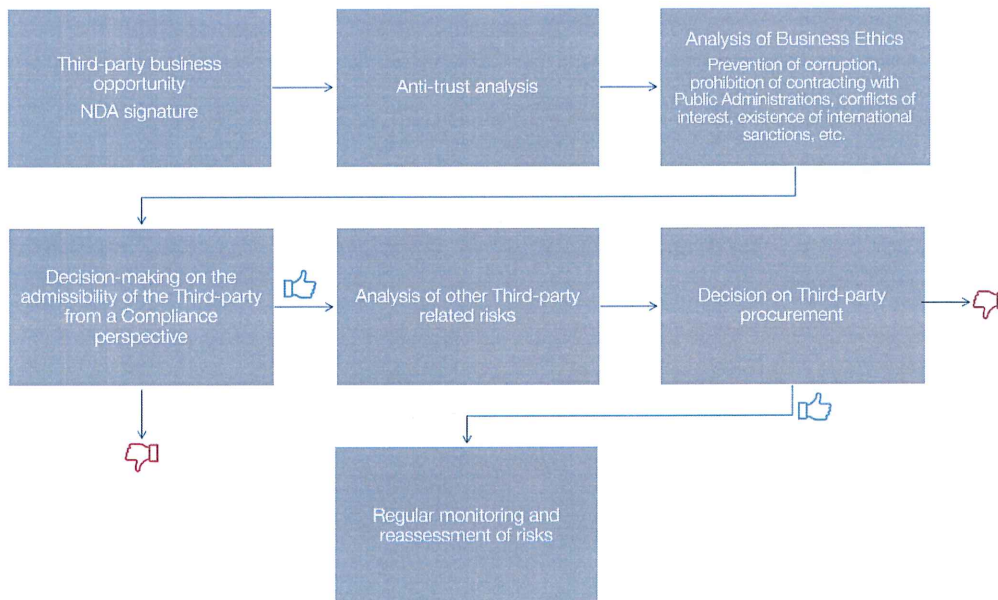 Third-party business
opportunity
NDA signature
Anti-trust analysis
Analysis of Business Ethics
Prevention of corruption,
prohibition of contracting with
Public Administrations, conflicts of
interest, existence of international
sanctions, etc.
Decision-making on the
admissibility of the Third-party
from a Compliance
perspective
Analysis of other Third-party
related risks
Decision on Third-party
procurement
Regular monitoring and
reassessment of risks